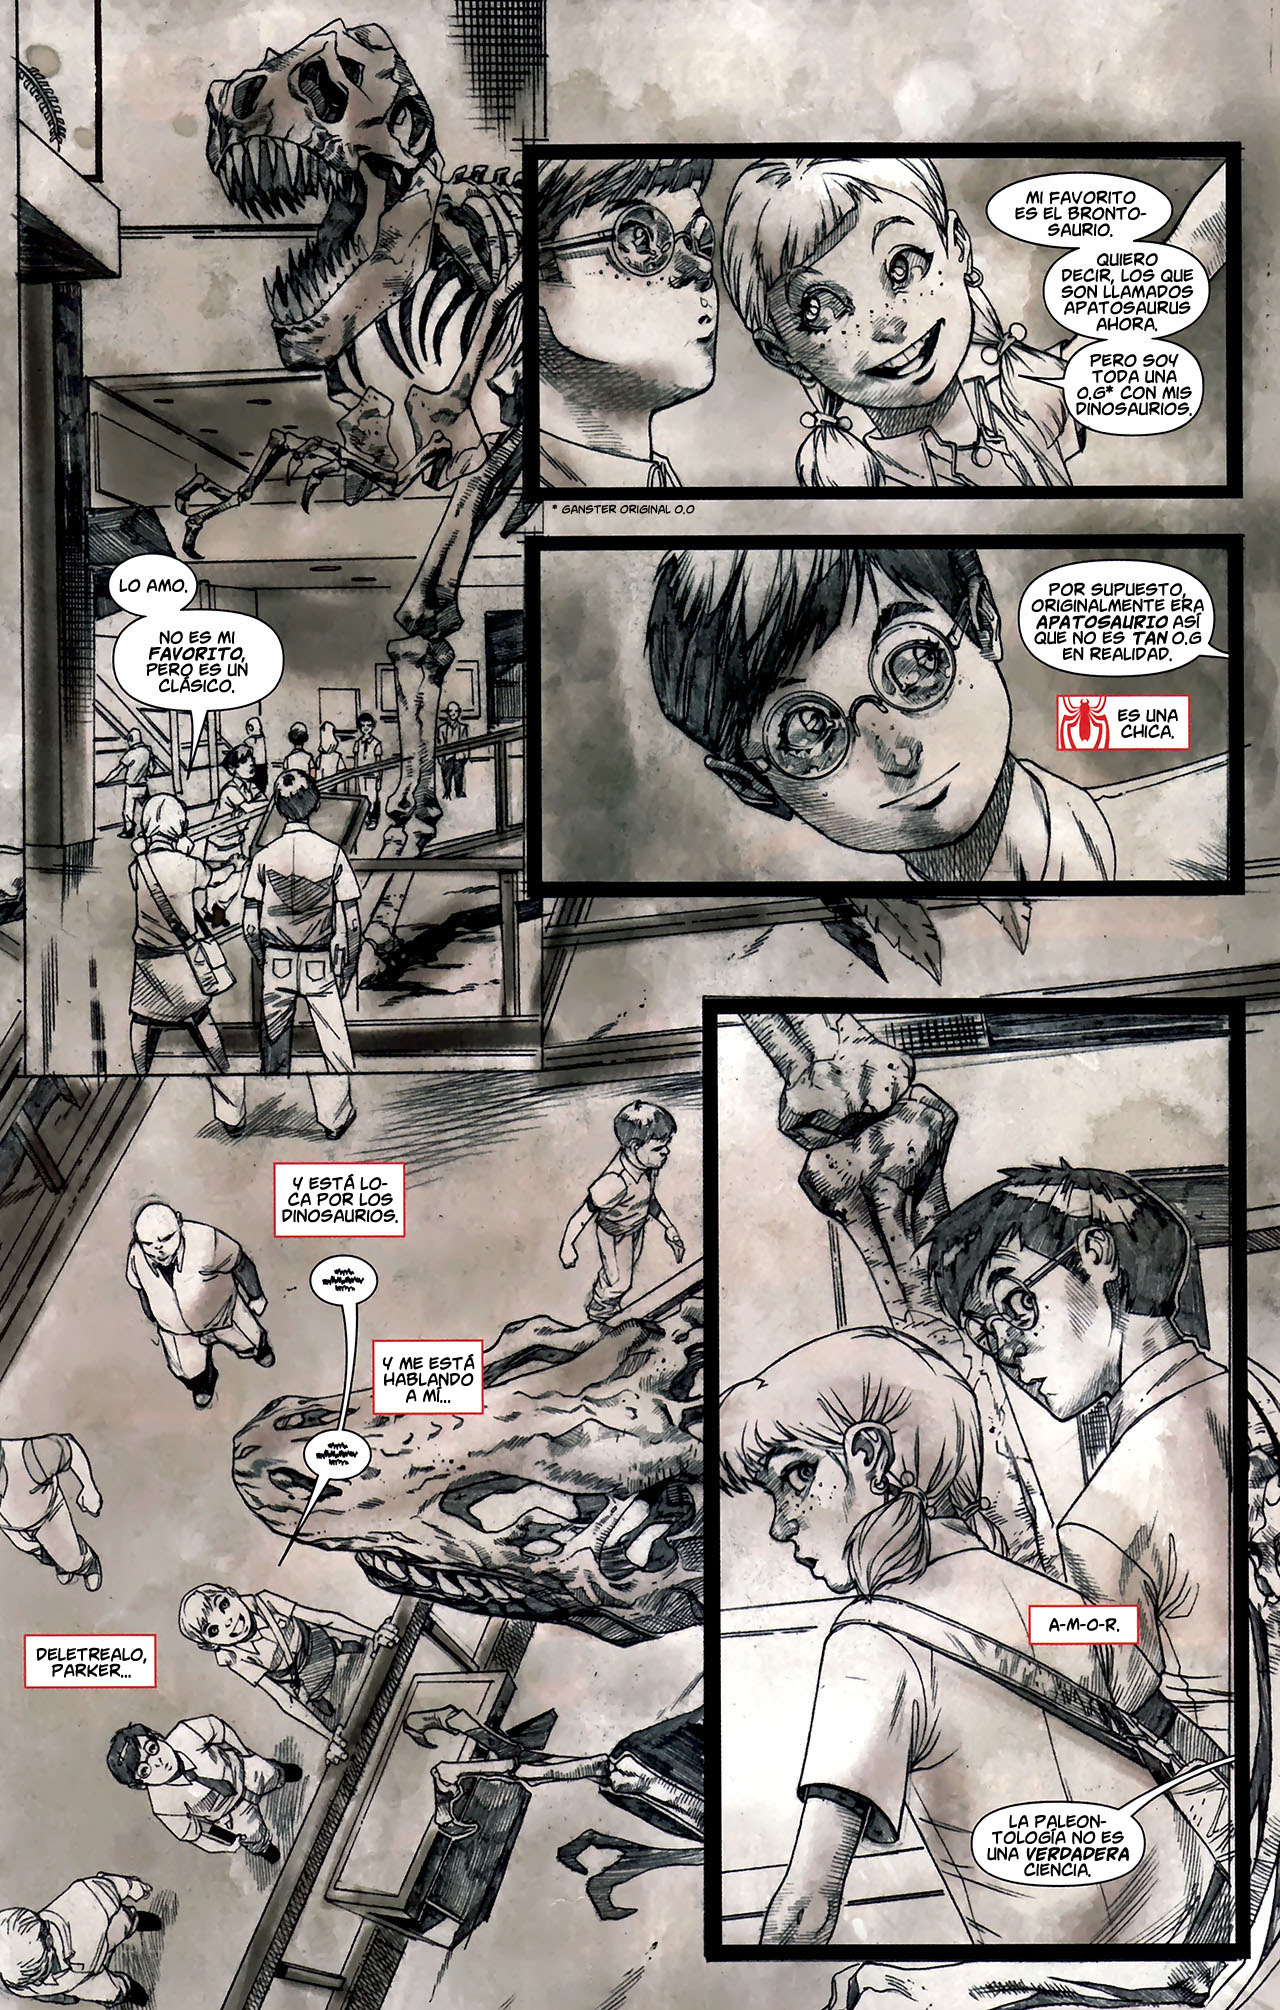 LO AMO.
NO ES MI
FAVORITO,
PERO ES UN
CLÁSICO.
MI FAVORITO
ES EL BRONTO-
SAURIO.
QUIERO
DECIR, LOS QUE
SON LLAMADOS
APATOSAURUS
AHORA.
PERO SOY
TODA UNA
O.G* CON MIS
DINOSAURIOS.
* GANSTER ORIGINAL O.O
POR SUPUESTO,
ORIGINALMENTE ERA
APATOSAURIO ASÍ
QUE NO ES TAN O.G
EN REALIDAD.
ES UNA
CHICA.
Y ESTÁ LO-
CA POR LOS
DINOSAURIOS.
Y ME ESTÁ
HABLANDO
A MÍ...
DELETREALO,
PARKER...
A-M-O-R.
LA PALEON-
TOLOGÍA NO ES
UNA VERDADERA
CIENCIA.